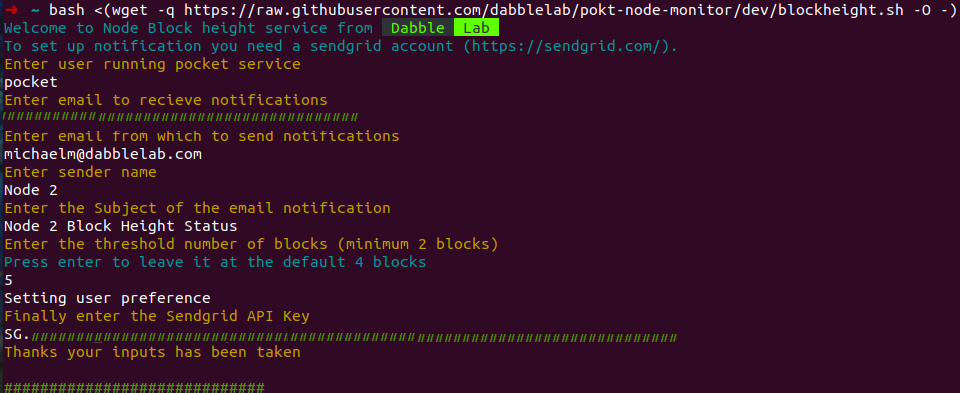 ➜ ~ bash <(wget -q https://raw.githubusercontent.com/dabblelab/pokt-node-monitor/dev/blockheight.sh -O -)
Welcome to Node Block height service from Dabble Lab
To set up notification you need a sendgrid account (https://sendgrid.com/).
Enter user running pocket service
pocket
Enter email to recieve notifications
########################################
Enter email from which to send notifications
michaelm@dabblelab.com
Enter sender name
Node 2
Enter the Subject of the email notification
Node 2 Block Height Status
Enter the threshold number of blocks (minimum 2 blocks)
Press enter to leave it at the default 4 blocks
5
Setting user preference
Finally enter the Sendgrid API Key
SG.########################################################################
Thanks your inputs has been taken
#############################